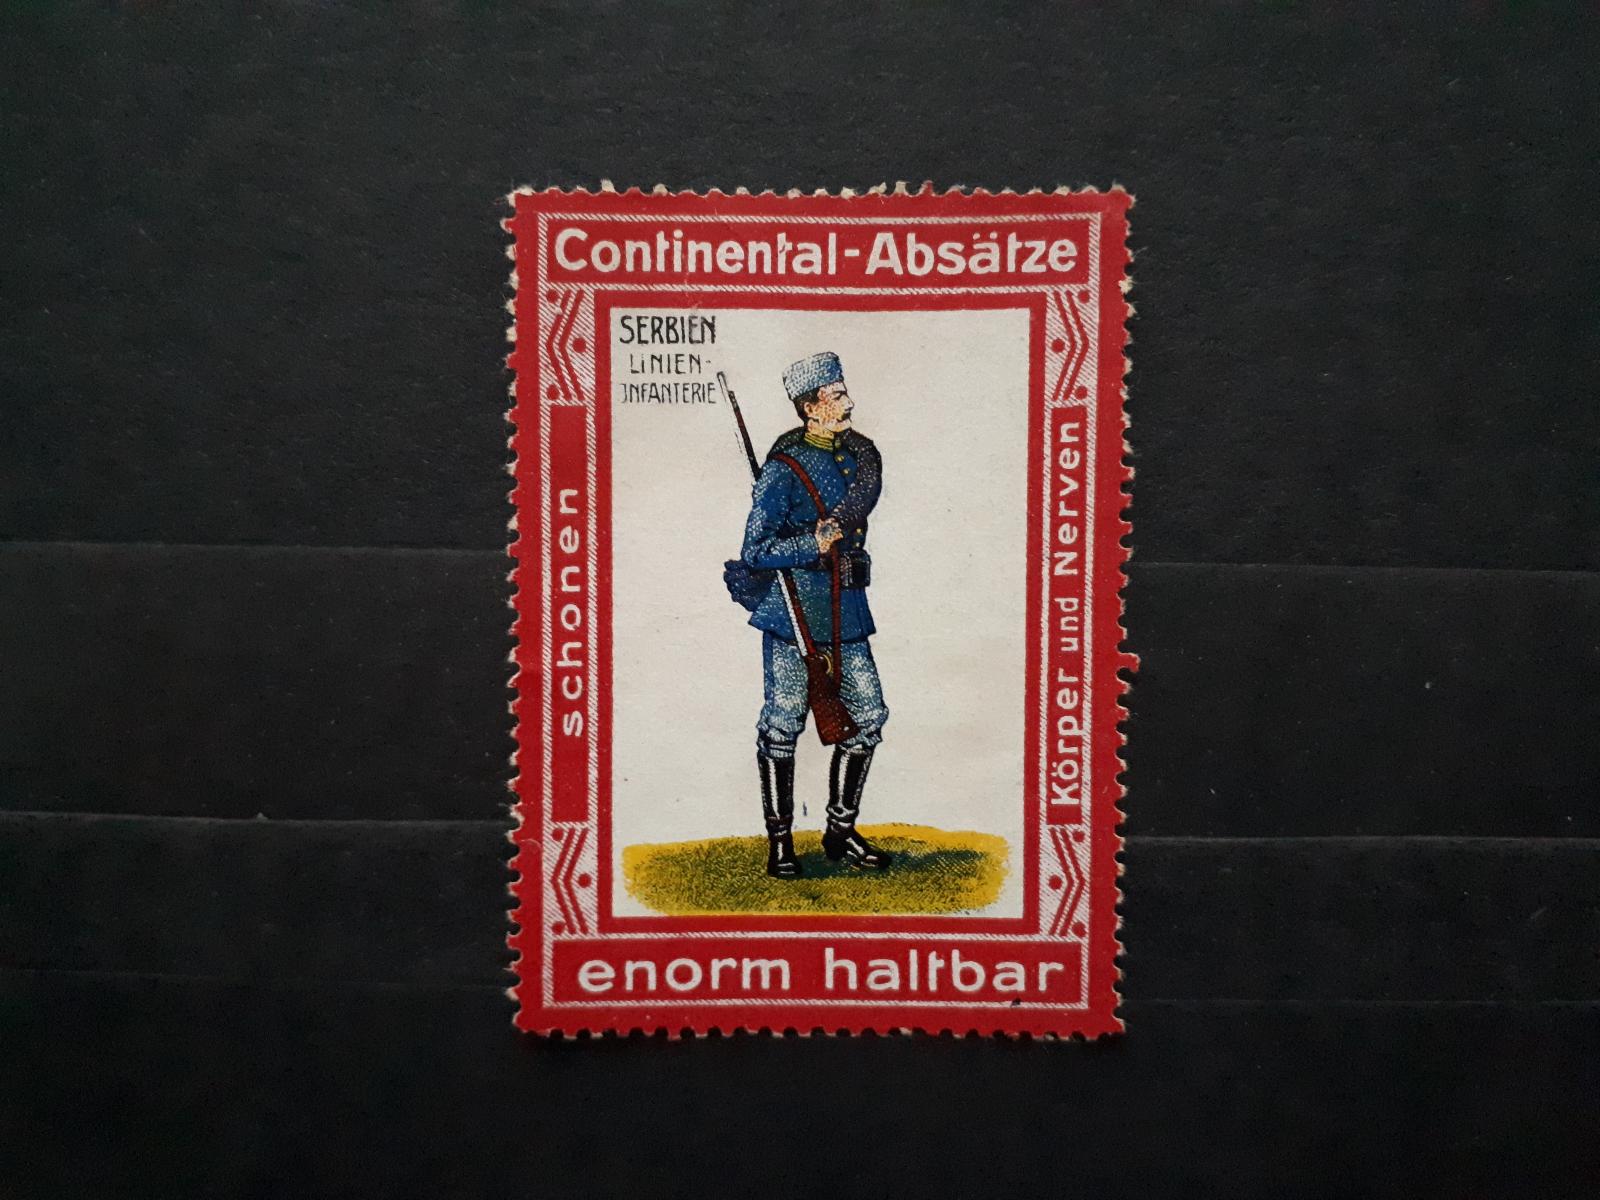 Continental-Absätze
SERBIEN
LINIEN-
INFANTERIE
schonen
Körper und Nerven
enorm haltbar